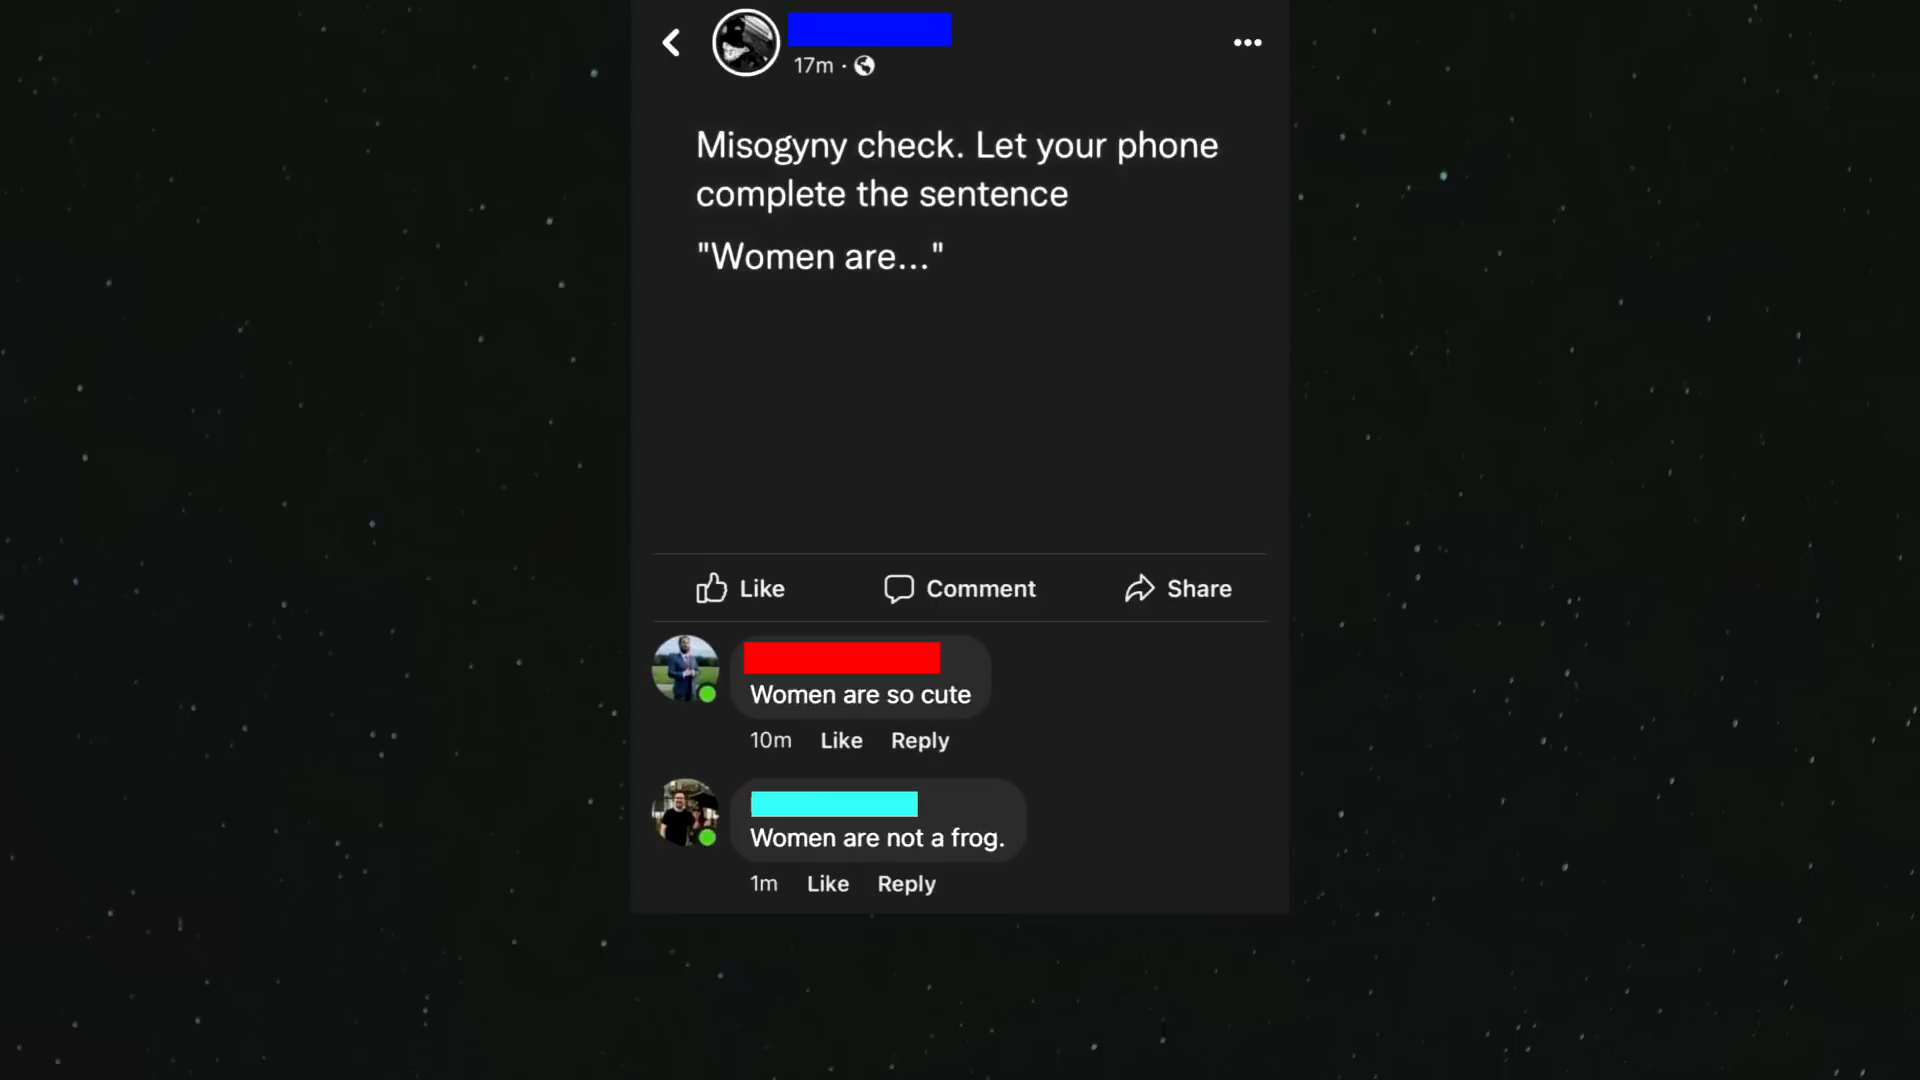 17m ·
Misogyny check. Let your phone
complete the sentence
"Women are..."
Like Comment Share
Women are so cute
10m Like Reply
Women are not a frog.
1m Like Reply